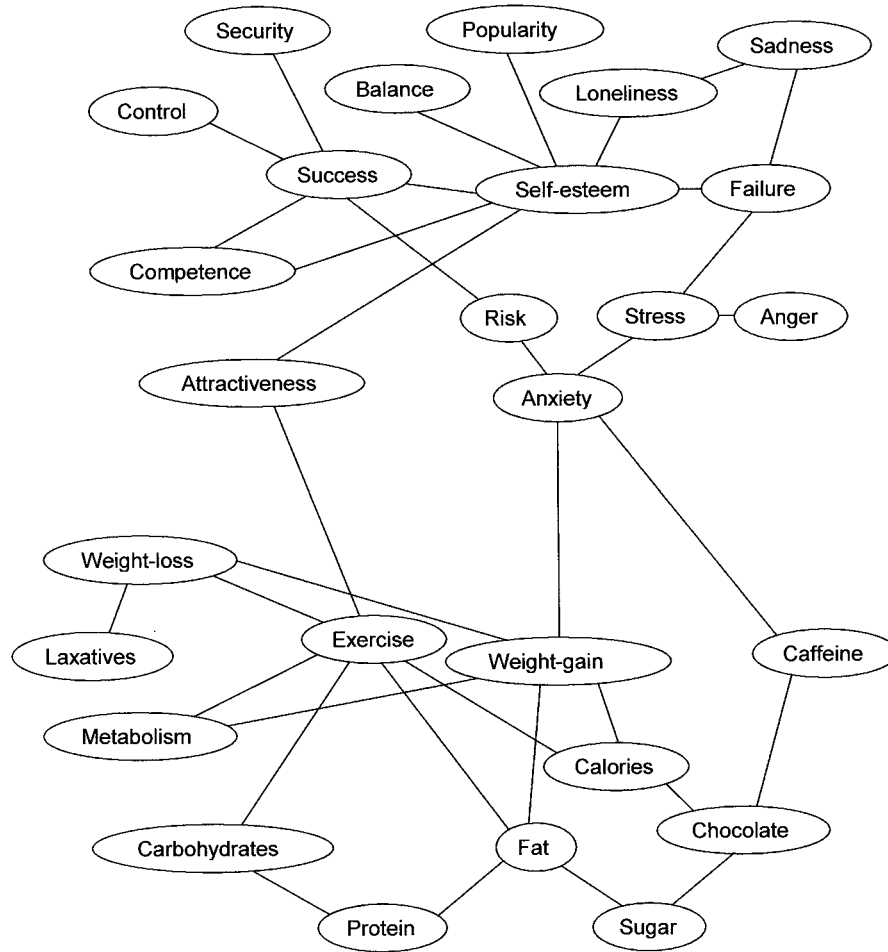 Security
Popularity
Sadness
Balance
Loneliness
Control
Success
Self-esteem
Failure
Competence
Risk
Stress
Anger
Attractiveness
Anxiety
Weight-loss
Exercise
Laxatives
Weight-gain
Caffeine
Metabolism
Calories
Chocolate
Carbohydrates
Fat
Protein
Sugar